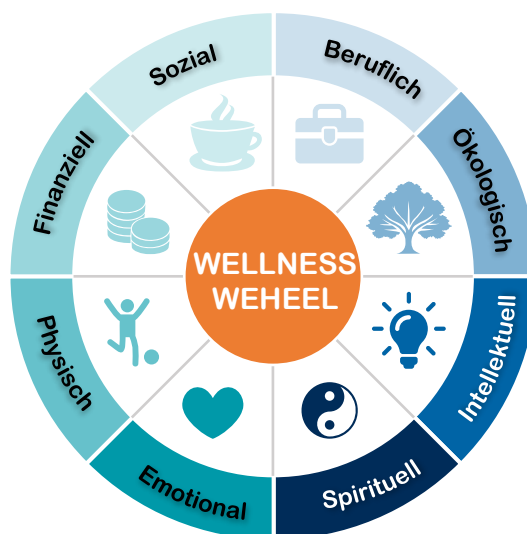 Sozial
Beruflich
Ökologisch
Intellektuell
Spirituell
Emotional
Physisch
Finanziell
WELLNESS
WEHEEL